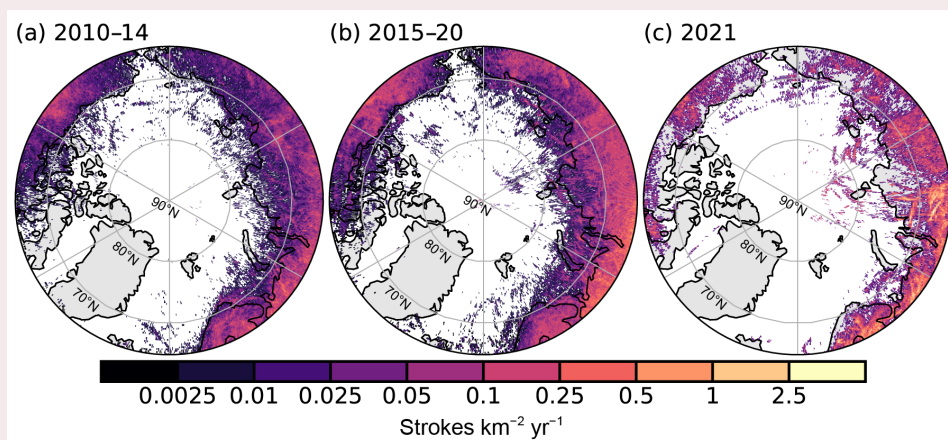 (a) 2010–14 (b) 2015–20 (c) 2021
90°N 90°N 90°N
80°N 80°N 80°N
70°N 70°N 70°N
0.0025 0.01 0.025 0.05 0.1 0.25 0.5 1 2.5
Strokes km⁻² yr⁻¹